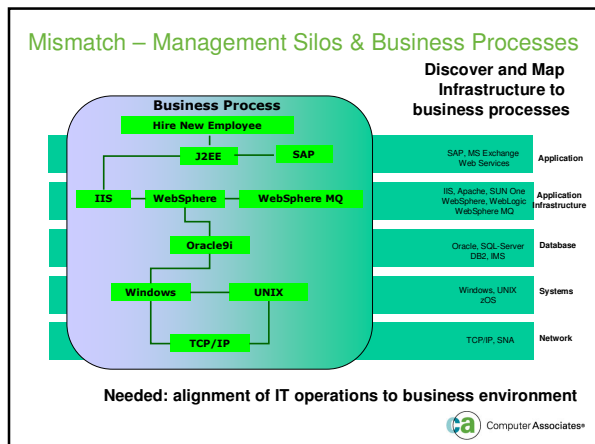 Mismatch – Management Silos & Business Processes
Discover and Map
Infrastructure to
business processes
Business Process
Hire New Employee
J2EE
SAP
SAP, MS Exchange
Web Services
Application
IIS
WebSphere
WebSphere MQ
IIS, Apache, SUN One
WebSphere, WebLogic
WebSphere MQ
Application
Infrastructure
Oracle9i
Oracle, SQL-Server
DB2, IMS
Database
Windows
UNIX
Windows, UNIX
zOS
Systems
TCP/IP
TCP/IP, SNA
Network
Needed: alignment of IT operations to business environment
ca Computer Associates®